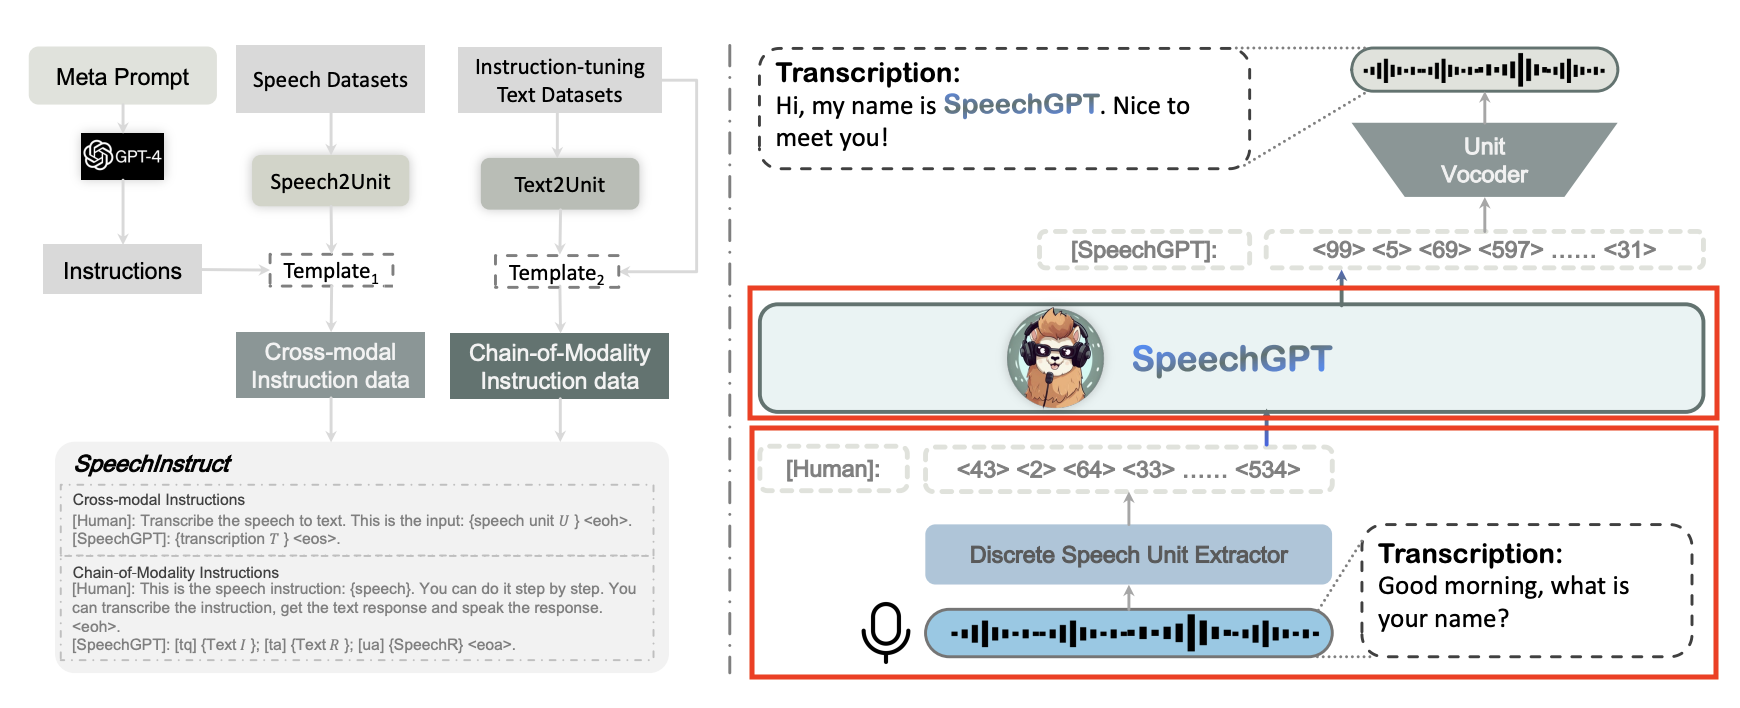 Meta Prompt
GPT-4
Instructions
Speech Datasets
Speech2Unit
Template1
Cross-modal
Instruction data
Instruction-tuning
Text Datasets
Text2Unit
Template2
Chain-of-Modality
Instruction data
SpeechInstruct
Cross-modal Instructions
[Human]: Transcribe the speech to text. This is the input: {speech unit U } <eoh>.
[SpeechGPT]: {transcription T } <eos>.
Chain-of-Modality Instructions
[Human]: This is the speech instruction: {speech}. You can do it step by step. You
can transcribe the instruction, get the text response and speak the response.
<eoh>.
[SpeechGPT]: [tq] {Text I }; [ta] {Text R }; [ua] {SpeechR} <eoa>.
Transcription:
Hi, my name is SpeechGPT. Nice to
meet you!
Unit
Vocoder
[SpeechGPT]: <99> <5> <69> <597> ...... <31>
SpeechGPT
[Human]: <43> <2> <64> <33> ...... <534>
Discrete Speech Unit Extractor
Transcription:
Good morning, what is
your name?